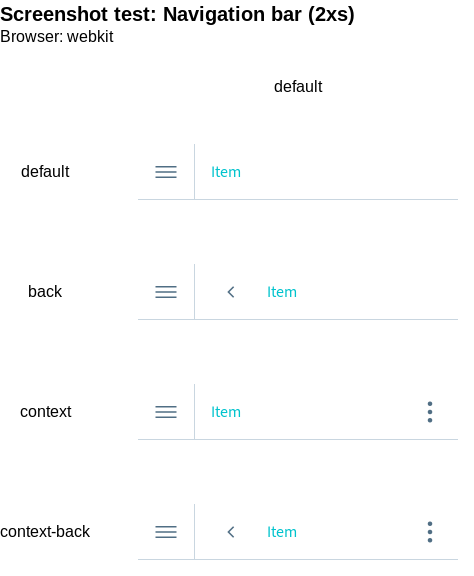 Screenshot test: Navigation bar (2xs)
Browser: webkit
default
default
Item
back
Item
context
Item
context-back
Item